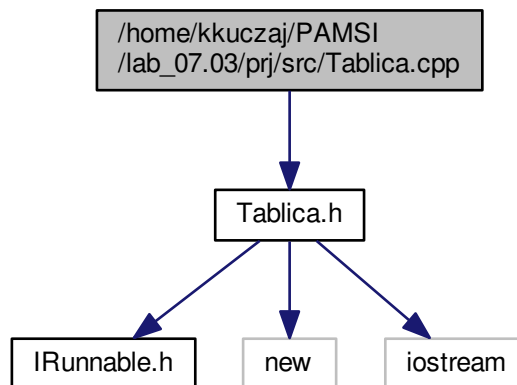 /home/kkuczaj/PAMSI
/lab_07.03/prj/src/Tablica.cpp
Tablica.h
IRunnable.h
new
iostream